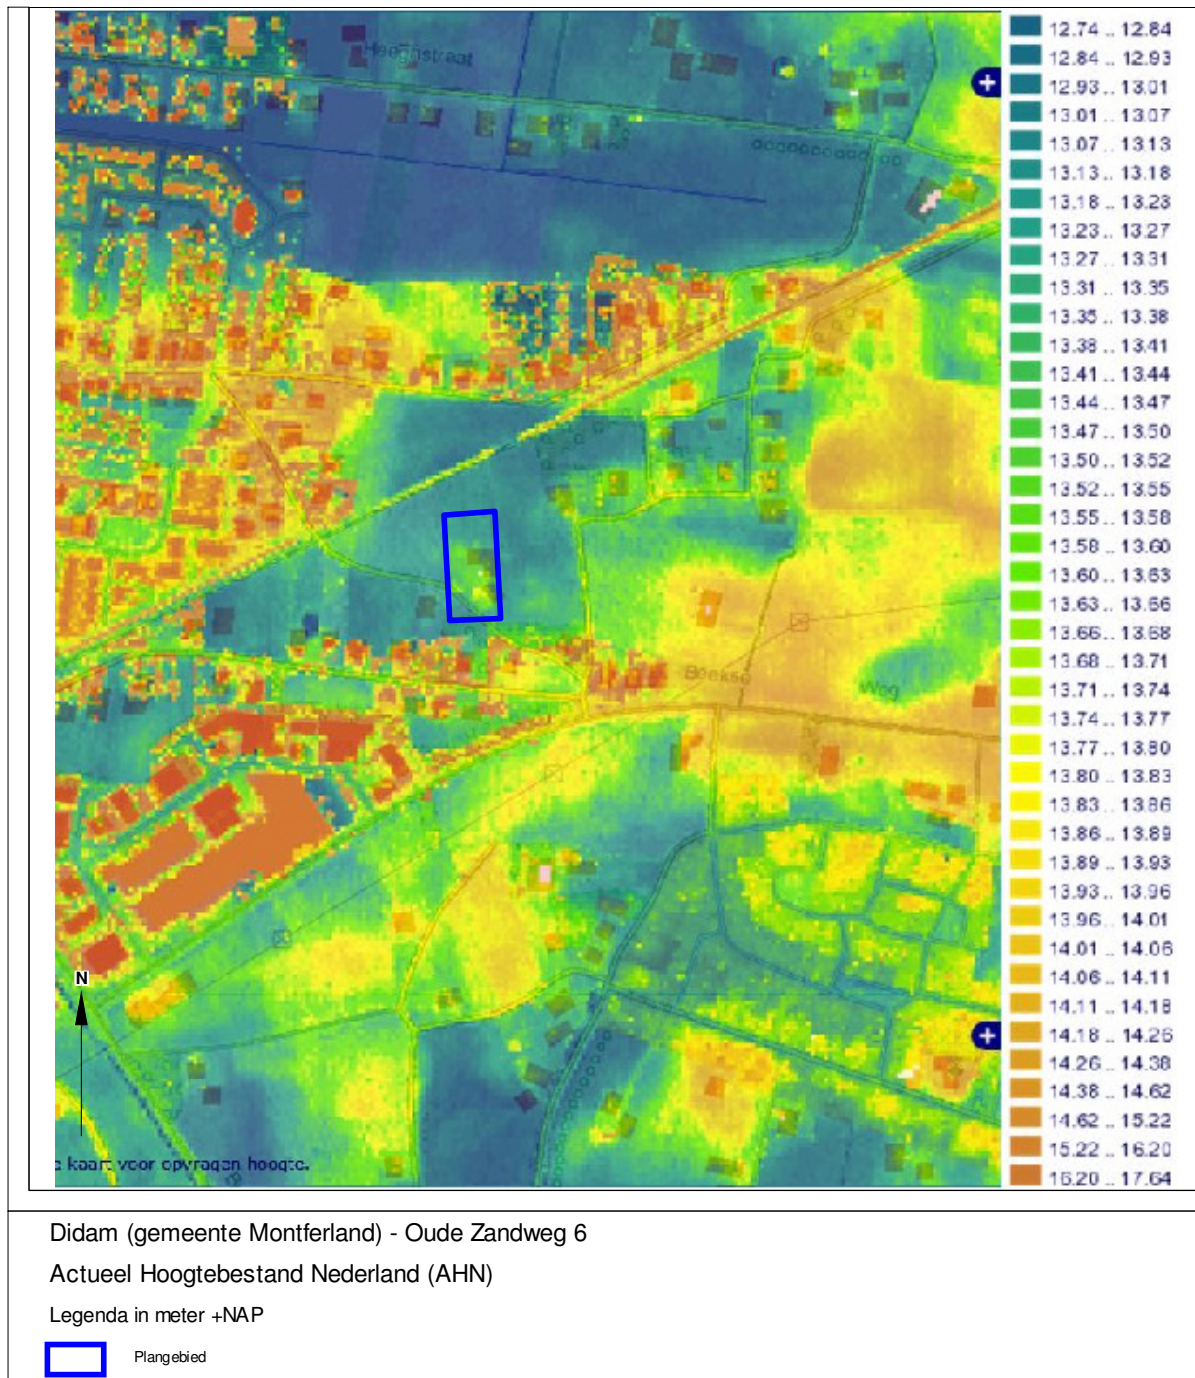 Heeghstraat
12.74 .. 12.84
12.84 .. 12.93
12.93 .. 13.01
13.01 .. 13.07
13.07 .. 13.13
13.13 .. 13.18
13.18 .. 13.23
13.23 .. 13.27
13.27 .. 13.31
13.31 .. 13.35
13.35 .. 13.38
13.38 .. 13.41
13.41 .. 13.44
13.44 .. 13.47
13.47 .. 13.50
13.50 .. 13.52
13.52 .. 13.55
13.55 .. 13.58
13.58 .. 13.60
13.60 .. 13.63
13.63 .. 13.66
13.66 .. 13.68
13.68 .. 13.71
13.71 .. 13.74
13.74 .. 13.77
13.77 .. 13.80
13.80 .. 13.83
13.83 .. 13.86
13.86 .. 13.89
13.89 .. 13.93
13.93 .. 13.96
13.96 .. 14.01
14.01 .. 14.06
14.06 .. 14.11
14.11 .. 14.18
14.18 .. 14.26
14.26 .. 14.38
14.38 .. 14.62
14.62 .. 15.22
15.22 .. 16.20
16.20 .. 17.64
Beekse Weg
N
kaart voor opvragen hoogte.
Didam (gemeente Montferland) - Oude Zandweg 6
Actueel Hoogtebestand Nederland (AHN)
Legenda in meter +NAP
Plangebied